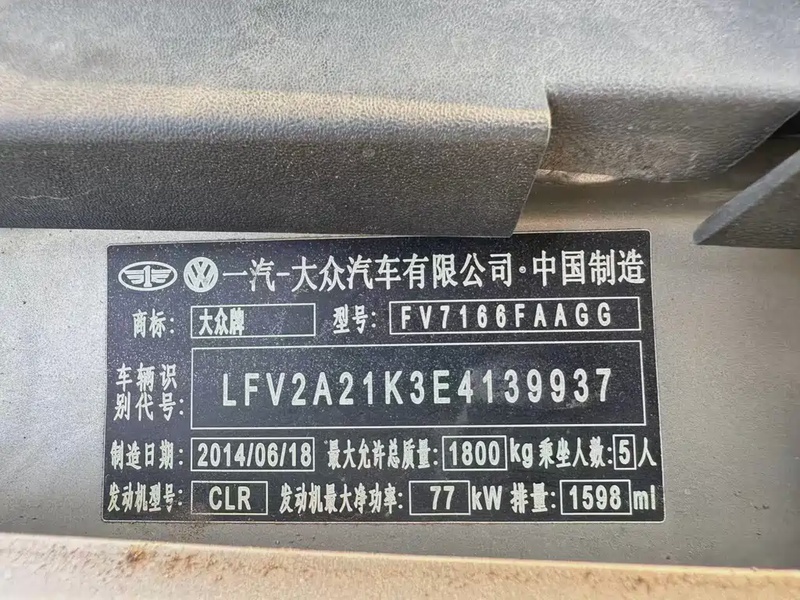 一汽-大众汽车有限公司·中国制造
商标: 大众牌 型号: FV7166FAAGG
车辆识别代号: LFV2A21K3E4139937
制造日期: 2014/06/18 最大允许总质量: 1800 kg 乘坐人数: 5 人
发动机型号: CLR 发动机最大净功率: 77 kW 排量: 1598 ml